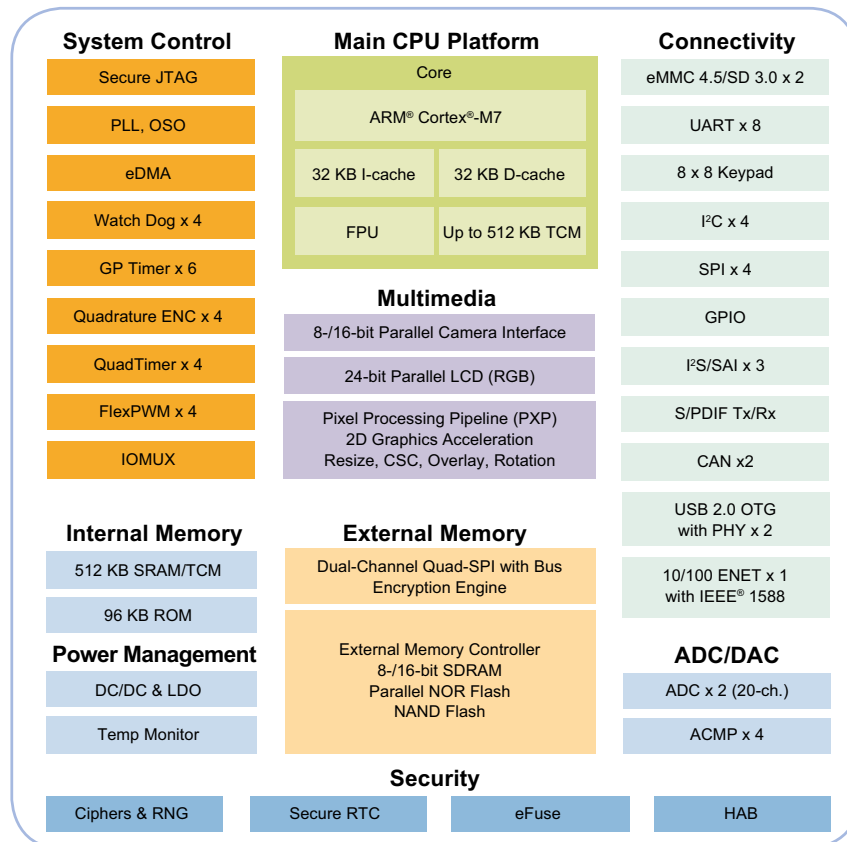 System Control
Secure JTAG
PLL, OSO
eDMA
Watch Dog x 4
GP Timer x 6
Quadrature ENC x 4
QuadTimer x 4
FlexPWM x 4
IOMUX
Main CPU Platform
Core
ARM® Cortex®-M7
32 KB I-cache
32 KB D-cache
FPU
Up to 512 KB TCM
Multimedia
8-/16-bit Parallel Camera Interface
24-bit Parallel LCD (RGB)
Pixel Processing Pipeline (PXP)
2D Graphics Acceleration
Resize, CSC, Overlay, Rotation
Connectivity
eMMC 4.5/SD 3.0 x 2
UART x 8
8 x 8 Keypad
I²C x 4
SPI x 4
GPIO
I²S/SAI x 3
S/PDIF Tx/Rx
CAN x2
USB 2.0 OTG
with PHY x 2
10/100 ENET x 1
with IEEE® 1588
Internal Memory
512 KB SRAM/TCM
96 KB ROM
Power Management
DC/DC & LDO
Temp Monitor
External Memory
Dual-Channel Quad-SPI with Bus
Encryption Engine
External Memory Controller
8-/16-bit SDRAM
Parallel NOR Flash
NAND Flash
ADC/DAC
ADC x 2 (20-ch.)
ACMP x 4
Security
Ciphers & RNG
Secure RTC
eFuse
HAB